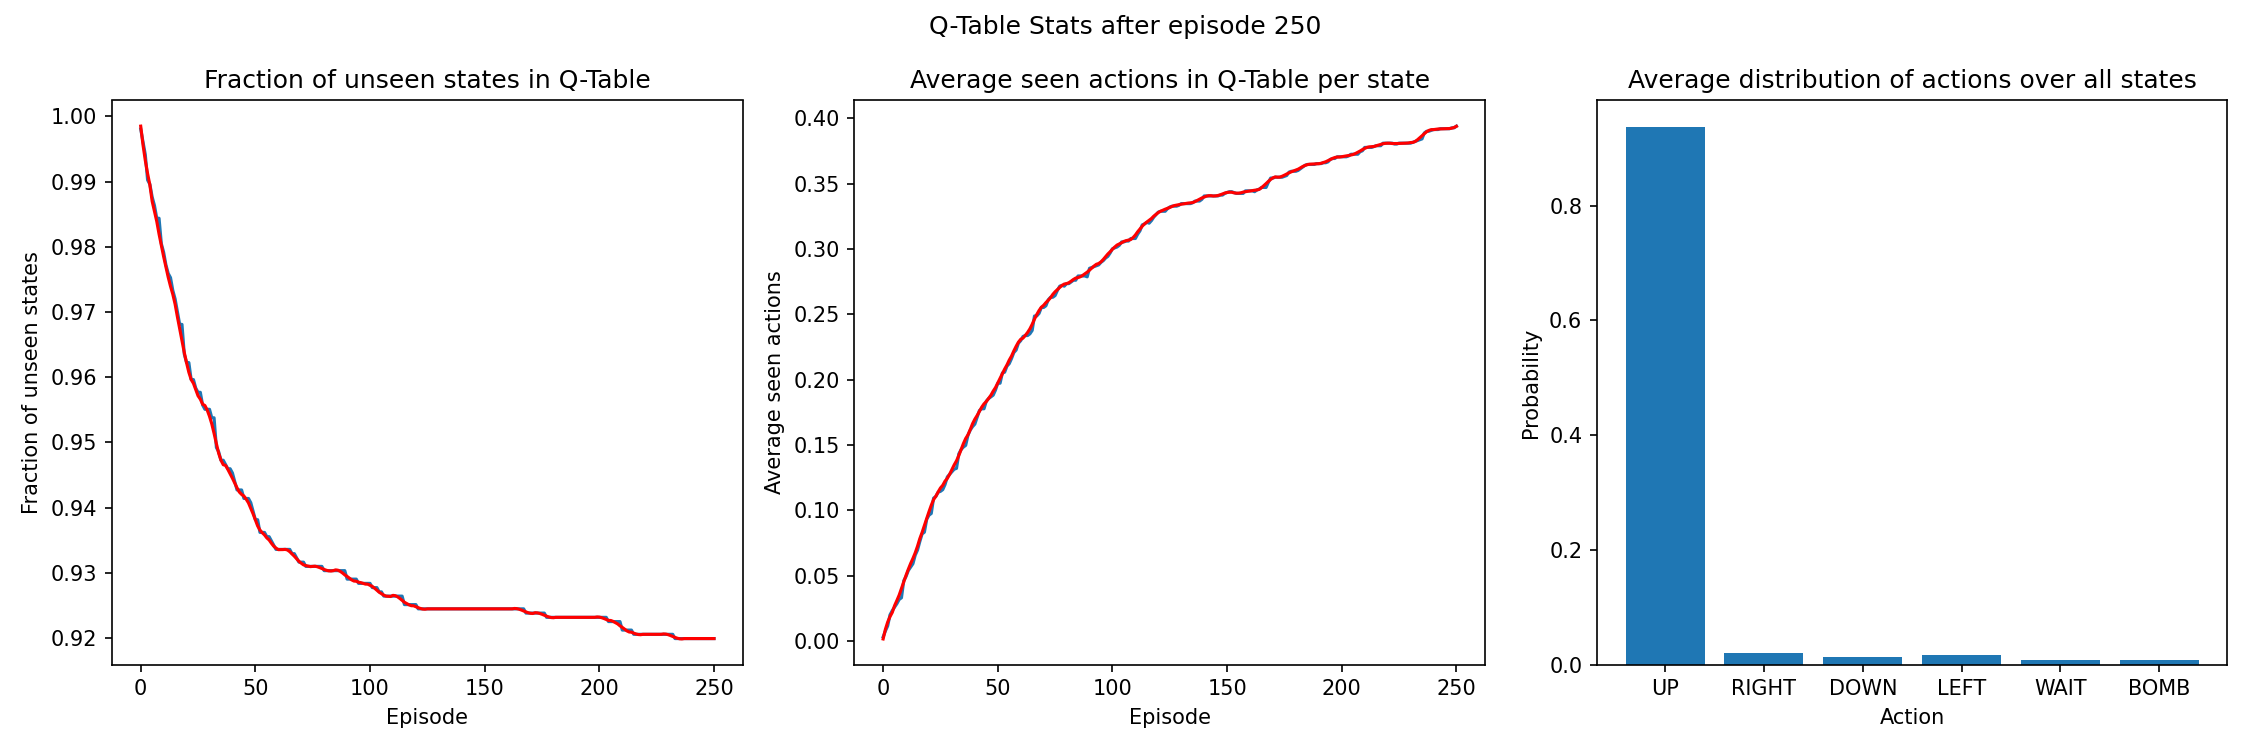 Q-Table Stats after episode 250
Fraction of unseen states in Q-Table
Fraction of unseen states
1.00
0.99
0.98
0.97
0.96
0.95
0.94
0.93
0.92
0 50 100 150 200 250
Episode
Average seen actions in Q-Table per state
Average seen actions
0.40
0.35
0.30
0.25
0.20
0.15
0.10
0.05
0.00
0 50 100 150 200 250
Episode
Average distribution of actions over all states
Probability
0.8
0.6
0.4
0.2
0.0
UP RIGHT DOWN LEFT WAIT BOMB
Action